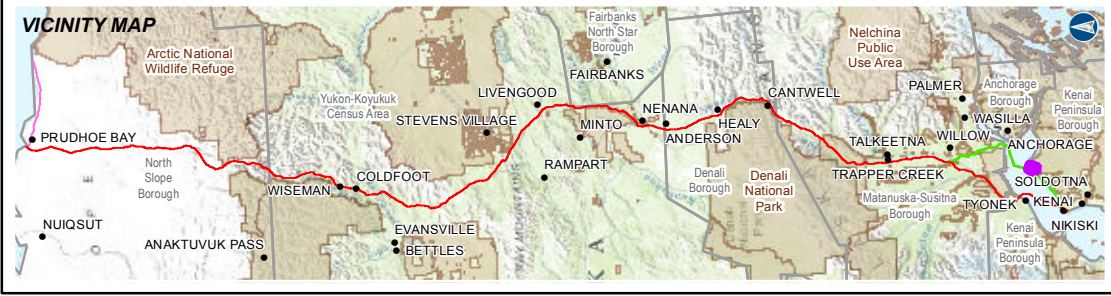 VICINITY MAP
Arctic National
Wildlife Refuge
Fairbanks
North Star
Borough
FAIRBANKS
Nelchina
Public
Use Area
PALMER
Anchorage
Borough
WASILLA
Kenai
Peninsula
Borough
Yukon-Koyukuk
Census Area
LIVENGOOD
STEVENS VILLAGE
MINTO
NENANA
ANDERSON
HEALY
CANTWELL
TALKEETNA
WILLOW
ANCHORAGE
PRUDHOE BAY
North
Slope
Borough
WISEMAN
COLDFOOT
RAMPART
Denali
Borough
Denali
National
Park
TRAPPER CREEK
Matanuska-Susitna
Borough
SOLDOTNA
TYONEK
KENAI
NIKISKI
NUIQSUT
ANAKTUVUK PASS
EVANSVILLE
BETTLES
Kenai
Peninsula
Borough